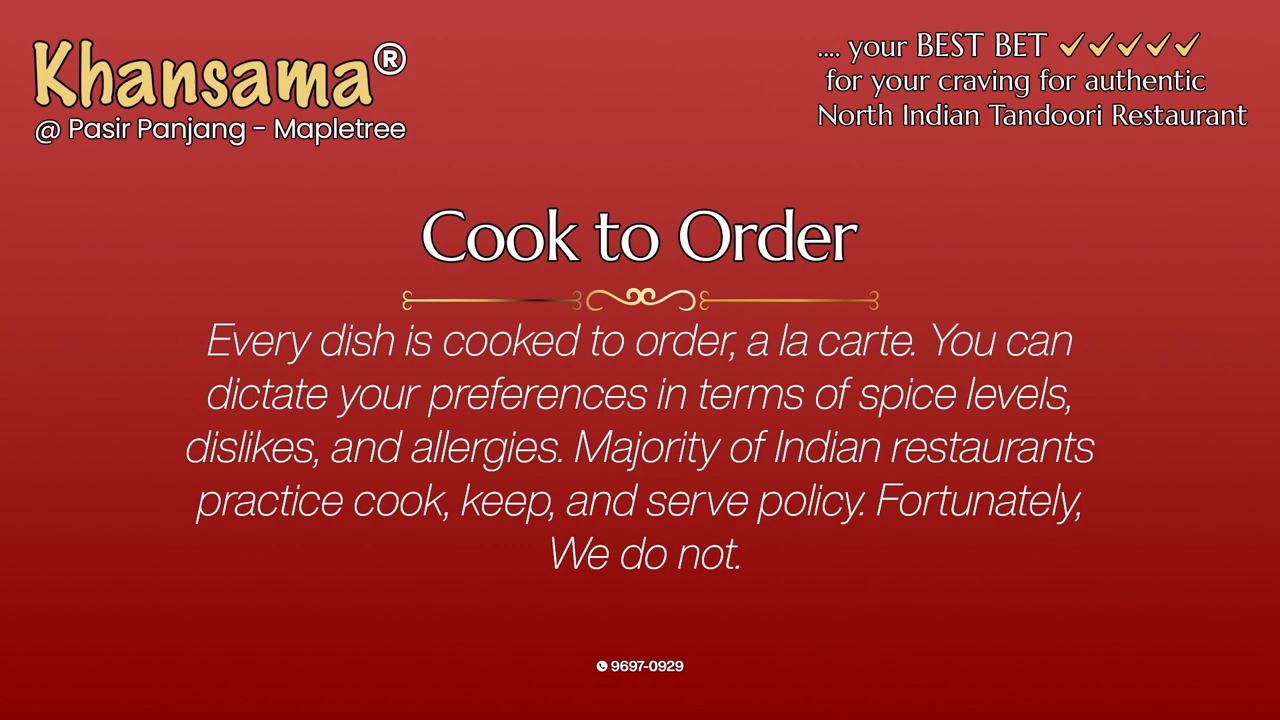 Khansama®
@ Pasir Panjang - Mapletree
.... your BEST BET ✓✓✓✓✓
for your craving for authentic
North Indian Tandoori Restaurant
Cook to Order
Every dish is cooked to order, a la carte. You can
dictate your preferences in terms of spice levels,
dislikes, and allergies. Majority of Indian restaurants
practice cook, keep, and serve policy. Fortunately,
We do not.
9697-0929